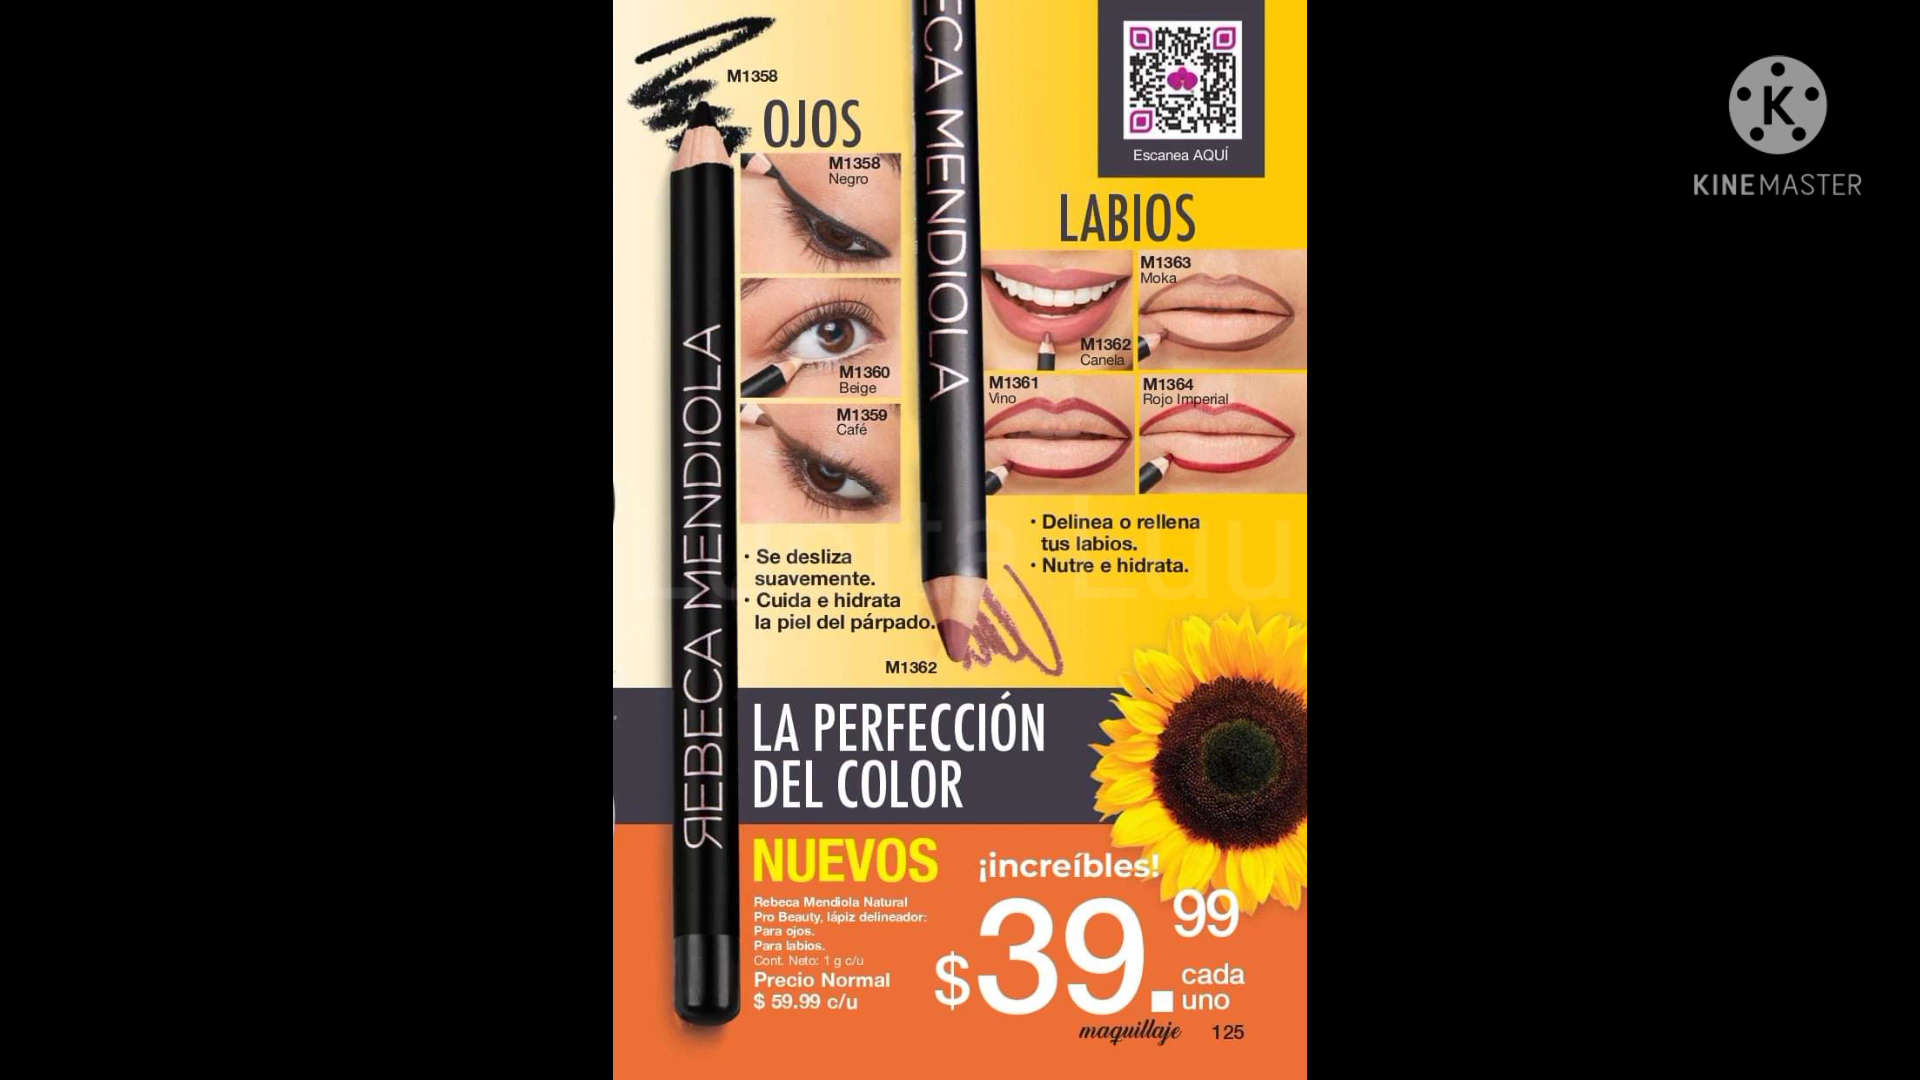 M1358
OJOS
M1358
Negro
M1360
Beige
M1359
Café
• Se desliza
suavemente.
• Cuida e hidrata
la piel del párpado.
REBECA MENDIOLA
ECA MENDIOLA
M1362
Escanea AQUÍ
LABIOS
M1363
Moka
M1362
Canela
M1361
Vino
M1364
Rojo Imperial
• Delinea o rellena
tus labios.
• Nutre e hidrata.
LA PERFECCIÓN
DEL COLOR
NUEVOS
Rebeca Mendiola Natural
Pro Beauty, lápiz delineador:
Para ojos.
Para labios.
Cont. Neto: 1 g c/u
Precio Normal
$ 59.99 c/u
¡increíbles!
$39.99
cada
uno
maquillaje 125
K
KINEMASTER